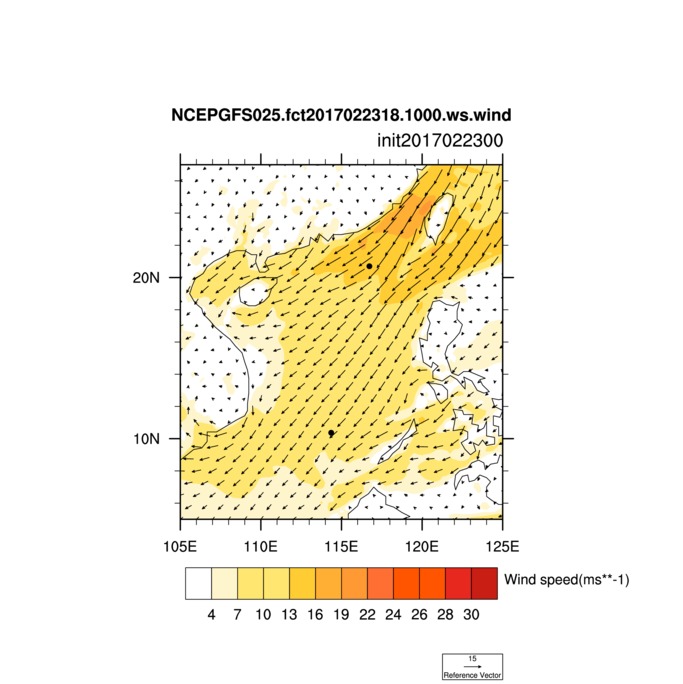 NCEPGFS025.fct2017022318.1000.ws.wind
init2017022300
20N
10N
105E 110E 115E 120E 125E
Wind speed(ms**-1)
4 7 10 13 16 19 22 24 26 28 30
15
Reference Vector